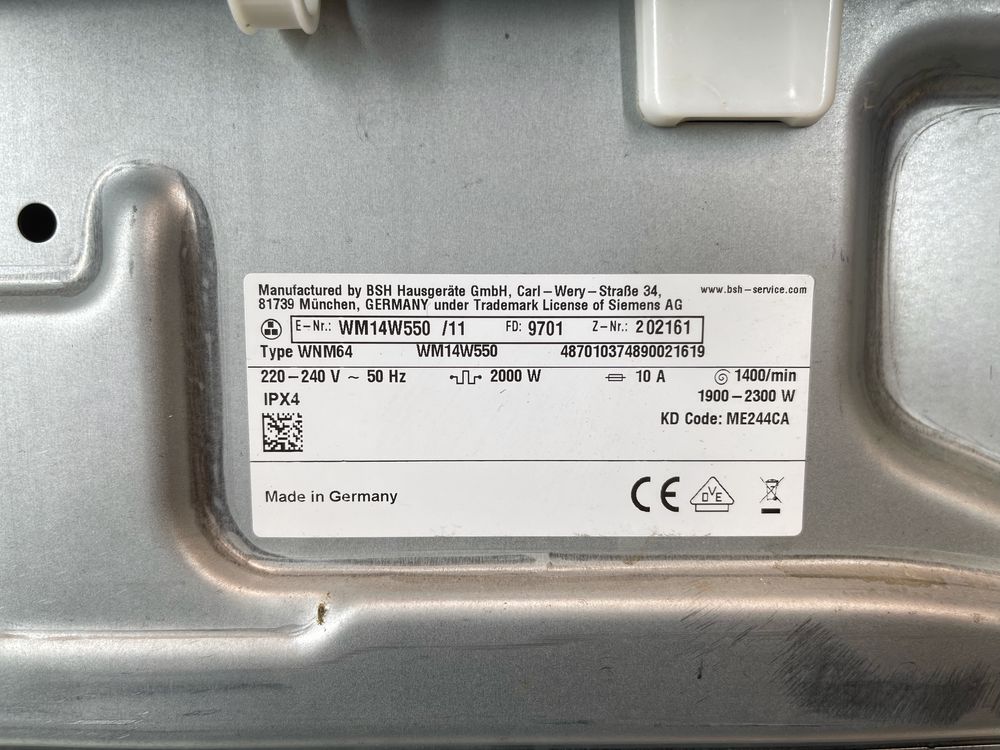 Manufactured by BSH Hausgeräte GmbH, Carl-Wery-Straße 34,
81739 München, GERMANY under Trademark License of Siemens AG
www.bsh-service.com
E-Nr.: WM14W550 /11 FD: 9701 Z-Nr.: 202161
Type WNM64 WM14W550 487010374890021619
220-240 V ~ 50 Hz 2000 W 10 A 1400/min
IPX4 1900-2300 W
KD Code: ME244CA
Made in Germany CE DVE